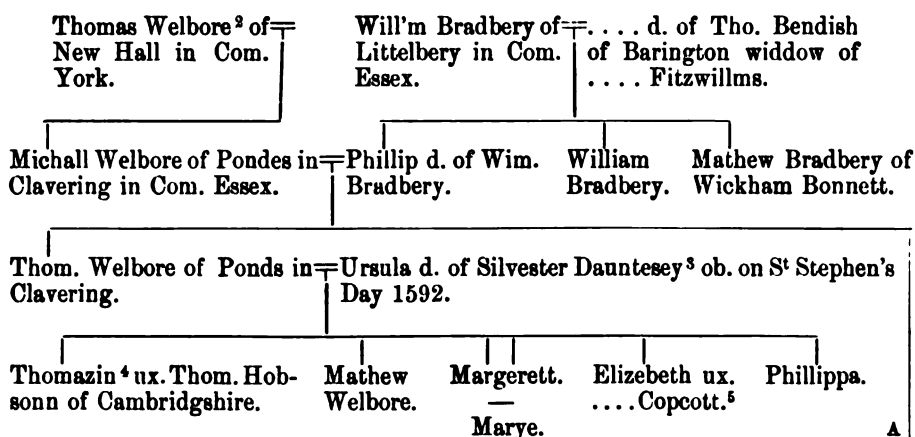 Thomas Welbore² of
New Hall in Com.
York.
Will'm Bradbery of
Littelbery in Com.
Essex.
.... d. of Tho. Bendish
of Barington widdow of
.... Fitzwillms.
Michall Welbore of Pondes in
Clavering in Com. Essex.
Phillip d. of Wim.
Bradbery.
William
Bradbery.
Mathew Bradbery of
Wickham Bonnett.
Thom. Welbore of Ponds in
Clavering.
Ursula d. of Silvester Dauntesey³ ob. on Sᵗ Stephen's
Day 1592.
Thomazin⁴ ux. Thom. Hob-
sonn of Cambridgshire.
Mathew
Welbore.
Margerett.
—
Marye.
Elizebeth ux.
....Copcott.⁵
Phillippa.
A